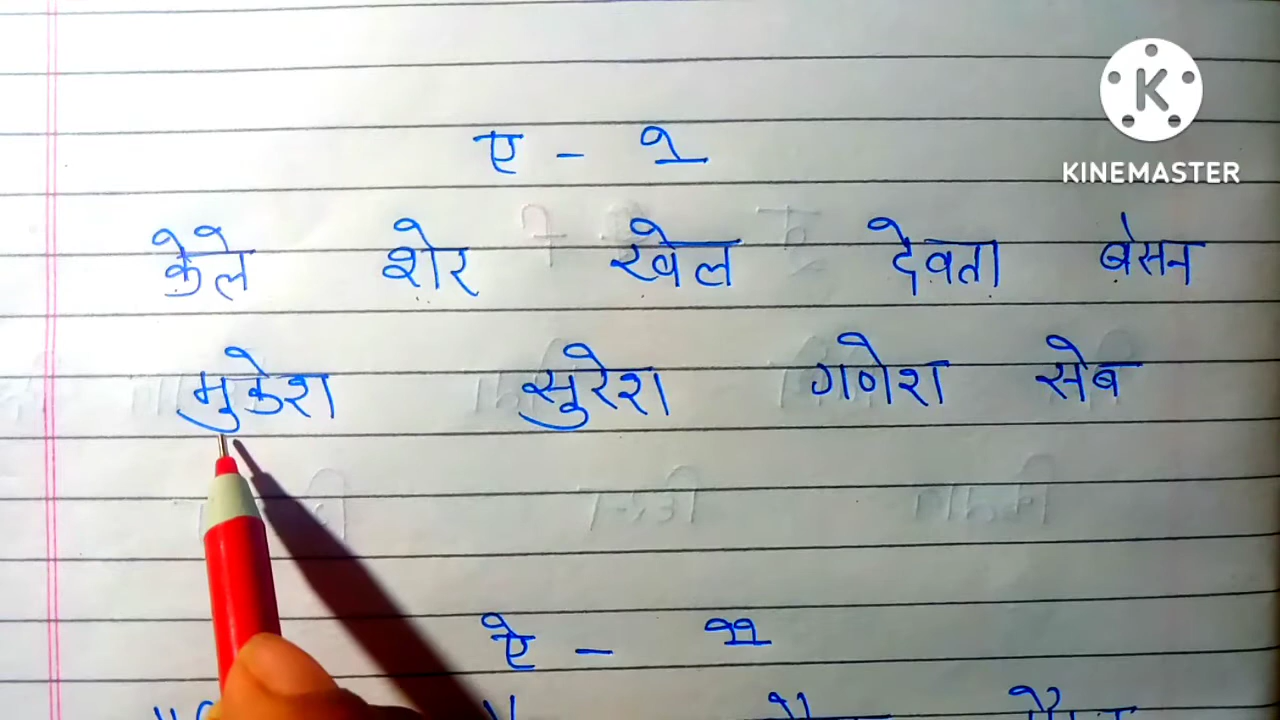 KINEMASTER
ए - े
केले शेर खेल देवता बेसन
मुकेश सुरेश गणेश सेब
ऐ - ै